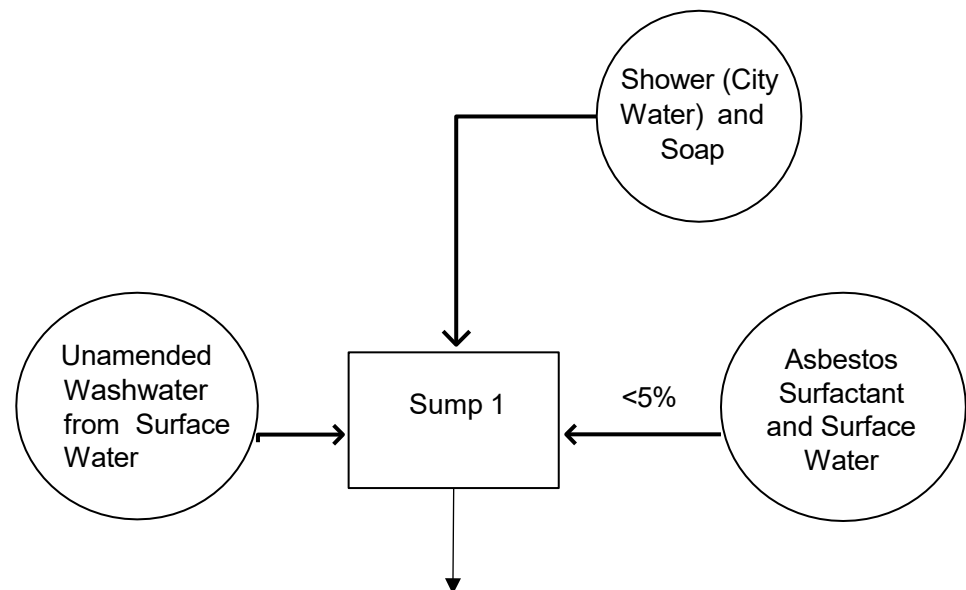 Shower (City
Water) and
Soap
Unamended
Washwater
from Surface
Water
Sump 1
<5%
Asbestos
Surfactant
and Surface
Water